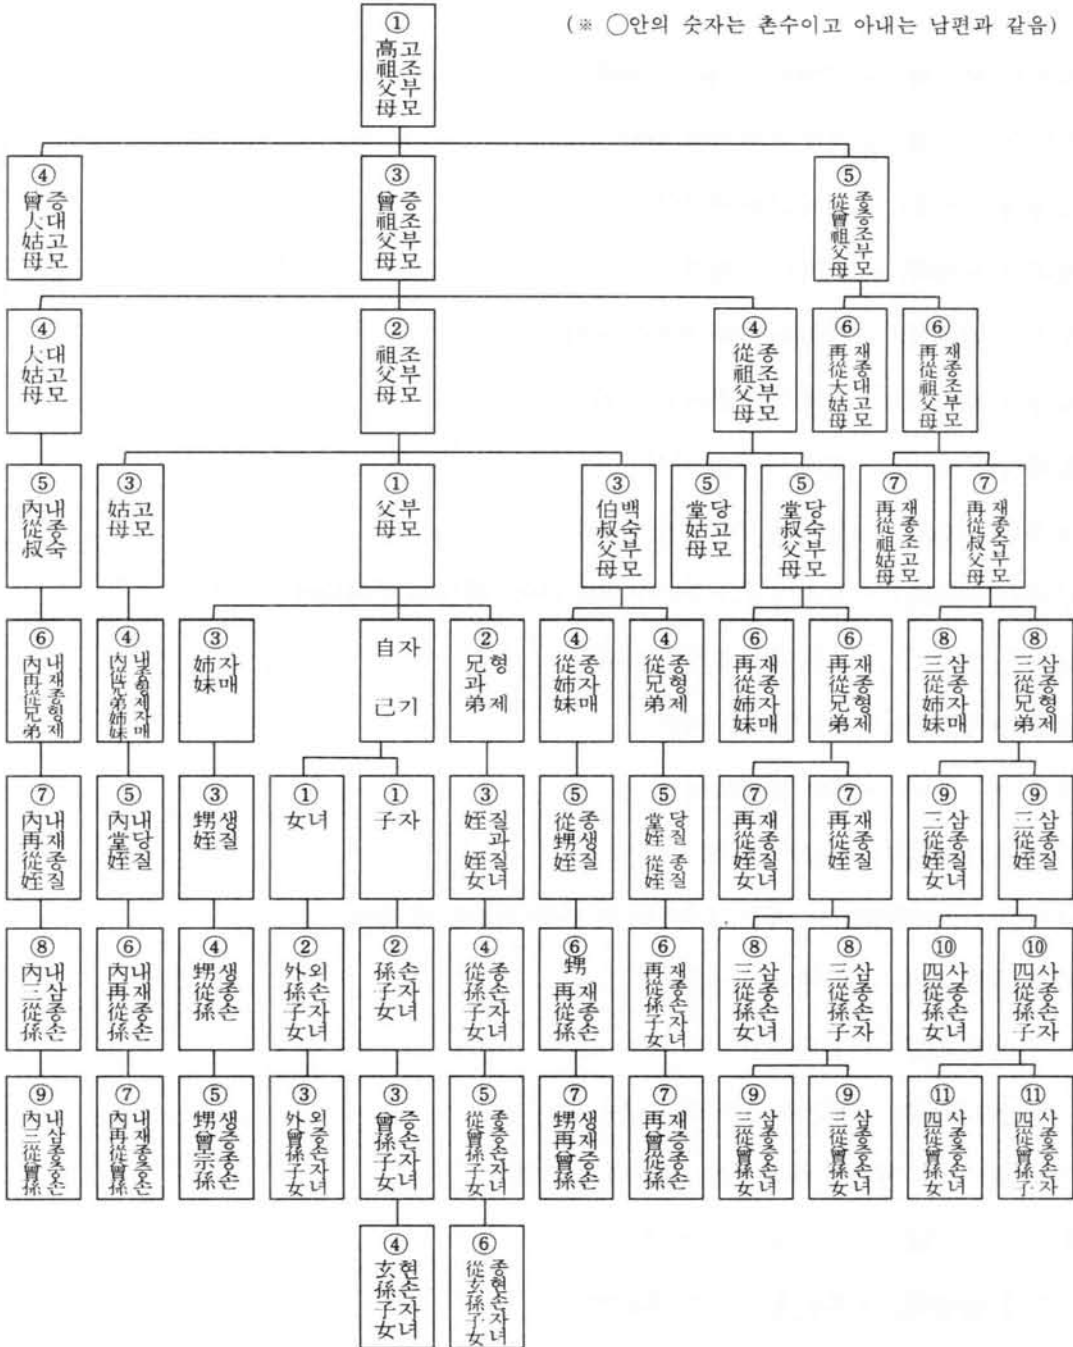 (※ ○안의 숫자는 촌수이고 아내는 남편과 같음)
① 高祖父母 고조부모
④ 曾大姑母 증대고모
③ 曾祖父母 증조부모
⑤ 從曾祖父母 종증조부모
④ 大姑母 대고모
② 祖父母 조부모
④ 從祖父母 종조부모
⑥ 再從大姑母 재종대고모
⑥ 再從祖父母 재종조부모
⑤ 內從叔 내종숙
③ 姑母 고모
① 父母 부모
③ 伯叔父母 백숙부모
⑤ 堂姑母 당고모
⑤ 堂叔父母 당숙부모
⑦ 再從祖姑母 재종조고모
⑦ 再從叔父母 재종숙부모
⑥ 內再從兄弟 내재종형제
④ 內從兄弟姉妹 내종형제자매
③ 姉妹 자매
自己 자기
② 兄과弟 형제
④ 從姉妹 종자매
④ 從兄弟 종형제
⑥ 再從姉妹 재종자매
⑥ 再從兄弟 재종형제
⑧ 三從姉妹 삼종자매
⑧ 三從兄弟 삼종형제
⑦ 內再從姪 내재종질
⑤ 內堂姪 내당질
③ 甥姪 생질
① 女 녀
① 子 자
③ 姪 姪女 질과질녀
⑤ 從甥姪 종생질
⑤ 堂姪 당질 從姪 종질
⑦ 再從姪女 재종질녀
⑦ 再從姪 재종질
⑨ 三從姪女 삼종질녀
⑨ 三從姪 삼종질
⑧ 內三從孫 내삼종손
⑥ 內再從孫 내재종손
④ 甥從孫 생종손
② 外孫子女 외손자녀
② 孫子女 손자녀
④ 從孫子女 종손자녀
⑥ 甥再從孫 재종손
⑥ 再從孫子女 재종손자녀
⑧ 三從孫女 삼종손녀
⑧ 三從孫子 삼종손자
⑩ 四從孫女 사종손녀
⑩ 四從孫子 사종손자
⑨ 內三從曾孫 내삼종증손
⑦ 內再從曾孫 내재종증손
⑤ 甥曾宗孫 생증종손
③ 外曾孫子女 외증손자녀
③ 曾孫子女 증손자녀
⑤ 從曾孫子女 종증손자녀
⑦ 甥再曾孫 생재증손
⑦ 再曾從孫 재증종손
⑨ 三從曾孫女 삼종증손녀
⑨ 三從曾孫女 삼종증손녀
⑪ 四從曾孫女 사종증손녀
⑪ 四從曾孫子 사종증손자
④ 玄孫子女 현손자녀
⑥ 從玄孫子女 종현손자녀